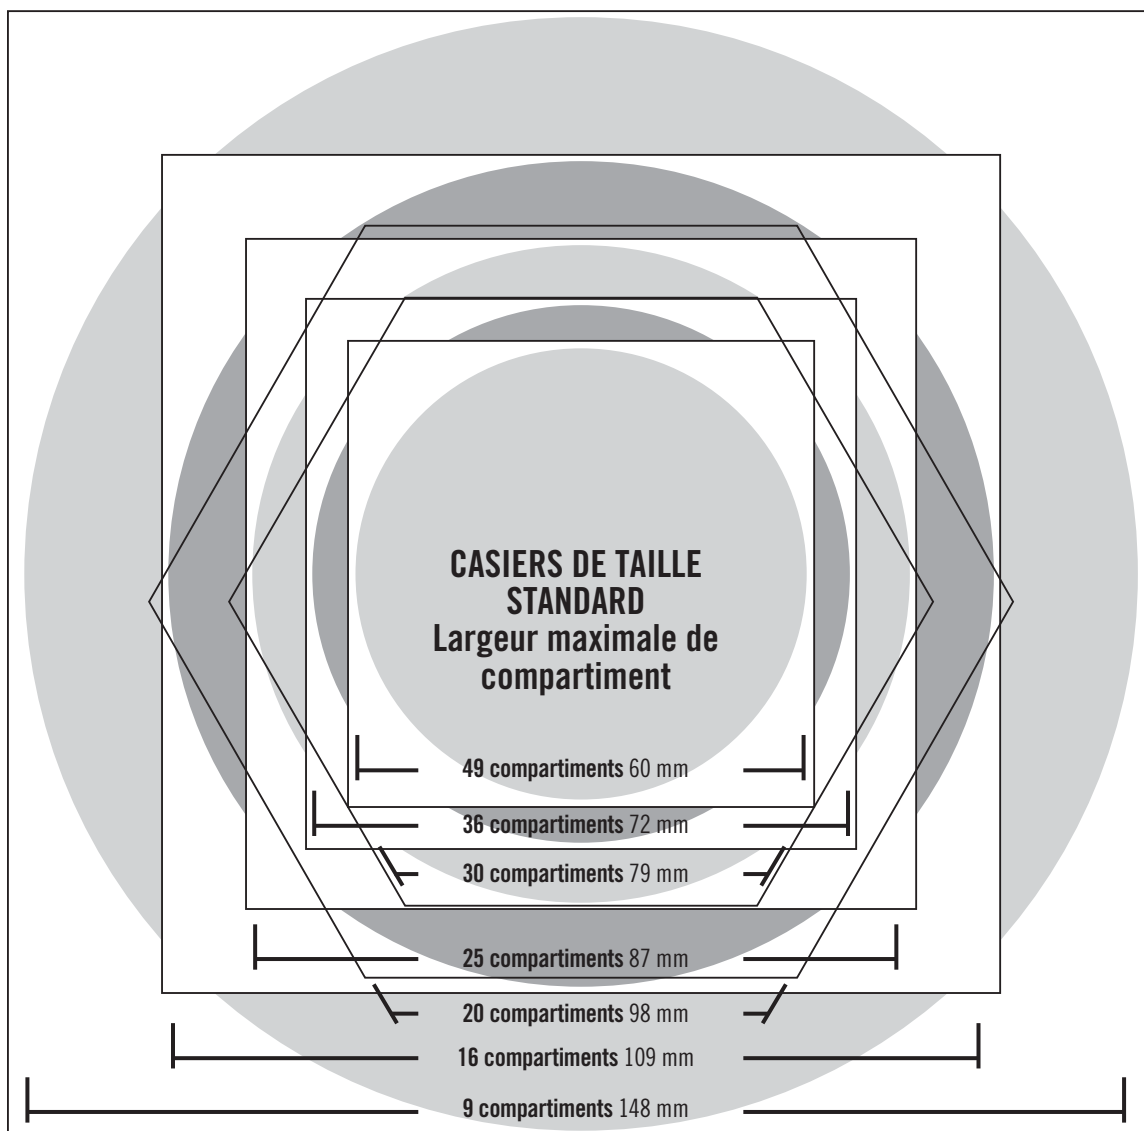 CASIERS DE TAILLE
STANDARD
Largeur maximale de
compartiment
49 compartiments 60 mm
36 compartiments 72 mm
30 compartiments 79 mm
25 compartiments 87 mm
20 compartiments 98 mm
16 compartiments 109 mm
9 compartiments 148 mm